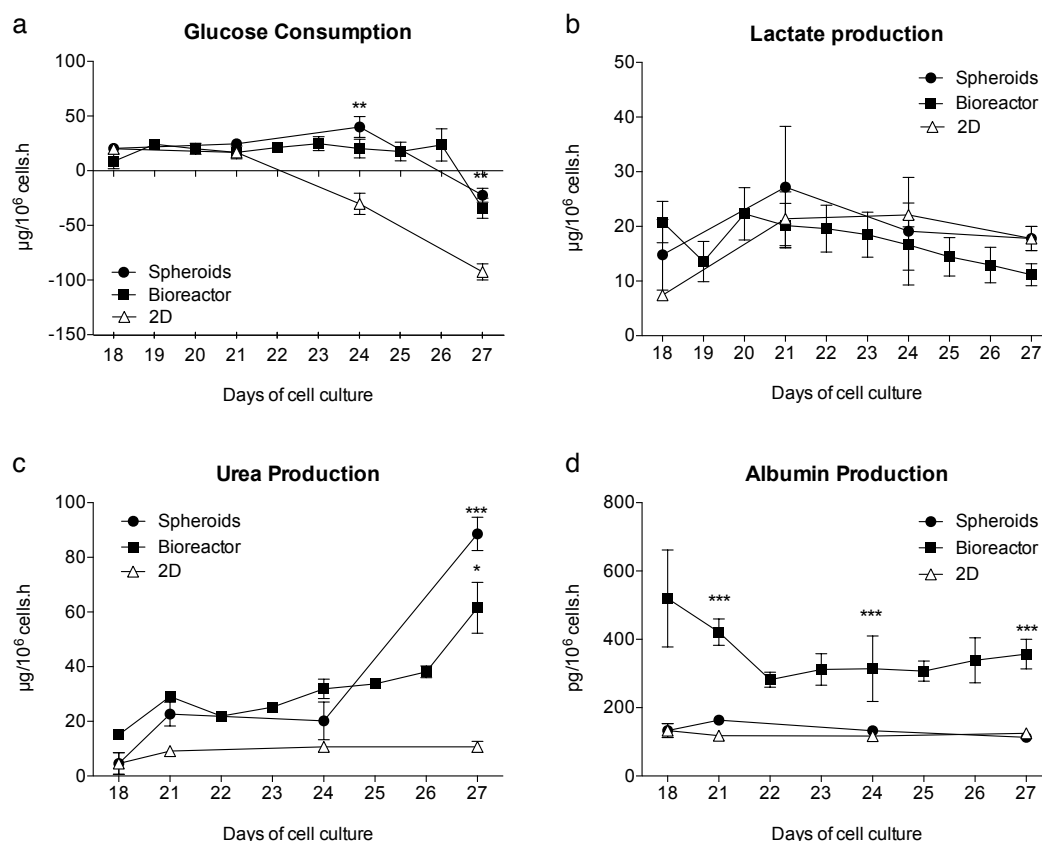 a
Glucose Consumption
100
50
0
-50
-100
-150
µg/10⁶ cells.h
**
**
Spheroids
Bioreactor
2D
18 19 20 21 22 23 24 25 26 27
Days of cell culture
b
Lactate production
50
40
30
20
10
0
µg/10⁶ cells.h
Spheroids
Bioreactor
2D
18 19 20 21 22 23 24 25 26 27
Days of cell culture
c
Urea Production
100
80
60
40
20
0
µg/10⁶ cells.h
Spheroids
Bioreactor
2D
***
*
18 21 22 23 24 25 26 27
Days of cell culture
d
Albumin Production
800
600
400
200
0
pg/10⁶ cells.h
Spheroids
Bioreactor
2D
***
***
***
18 21 22 23 24 25 26 27
Days of cell culture